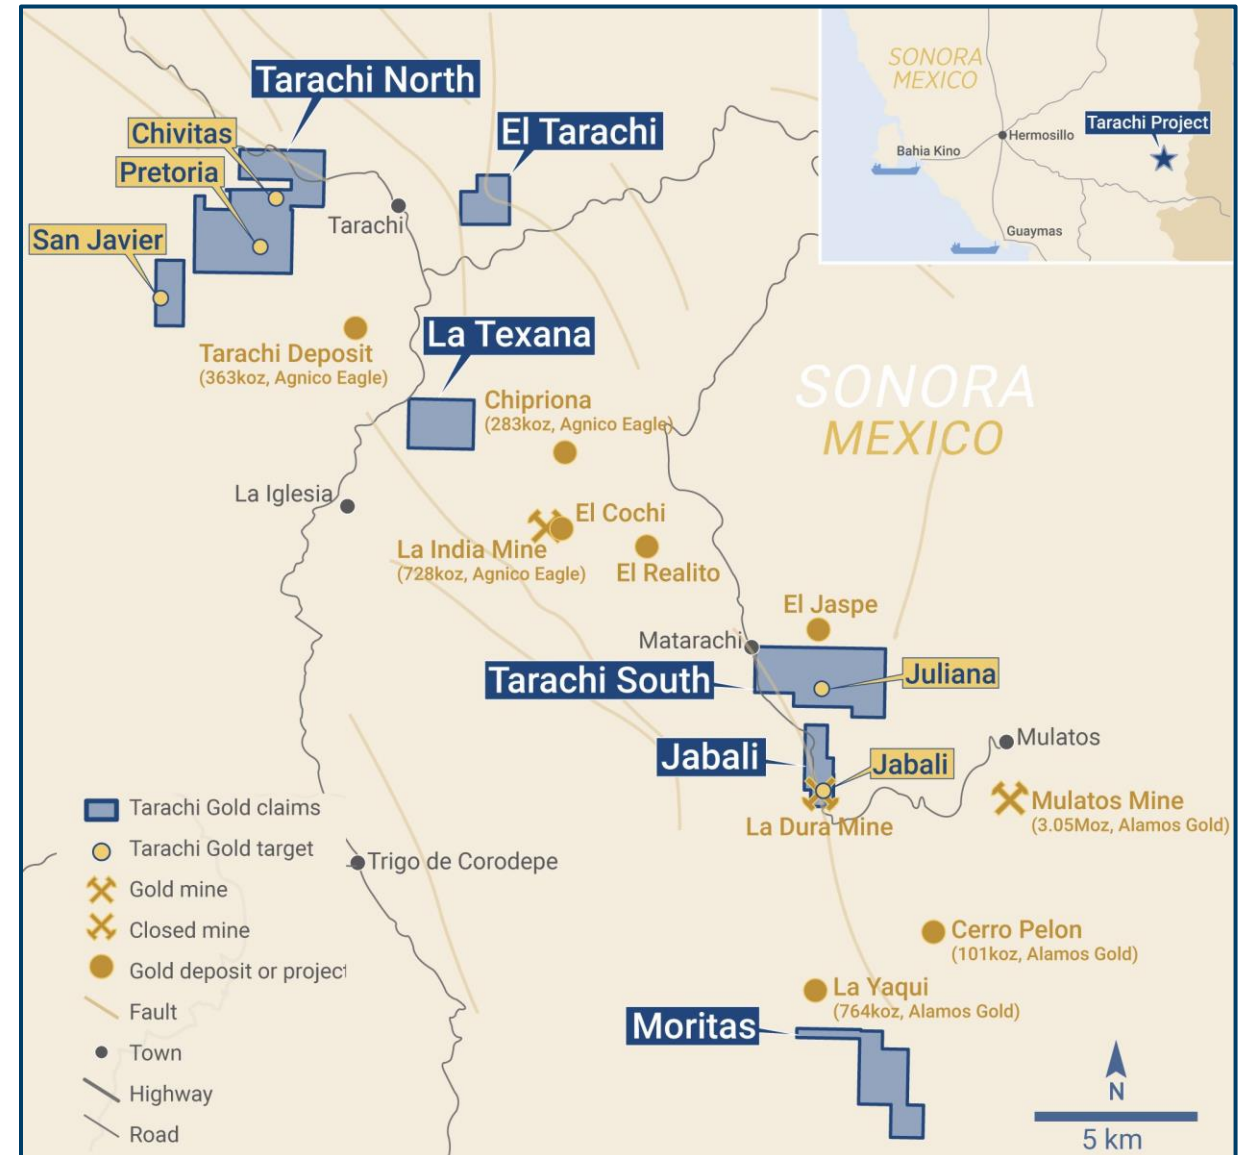 Tarachi North
Chivitas
Pretoria
San Javier
El Tarachi
Tarachi
SONORA
MEXICO
Hermosillo
Tarachi Project
Bahia Kino
Guaymas
Tarachi Deposit
(363koz, Agnico Eagle)
La Texana
Chipriona
(283koz, Agnico Eagle)
SONORA
MEXICO
La Iglesia
El Cochi
La India Mine
(728koz, Agnico Eagle)
El Realito
El Jaspe
Matarachi
Tarachi South
Juliana
Jabali
Jabali
Mulatos
La Dura Mine
Mulatos Mine
(3.05Moz, Alamos Gold)
Trigo de Corodepe
Cerro Pelon
(101koz, Alamos Gold)
La Yaqui
(764koz, Alamos Gold)
Moritas
Tarachi Gold claims
Tarachi Gold target
Gold mine
Closed mine
Gold deposit or project
Fault
Town
Highway
Road
N
5 km